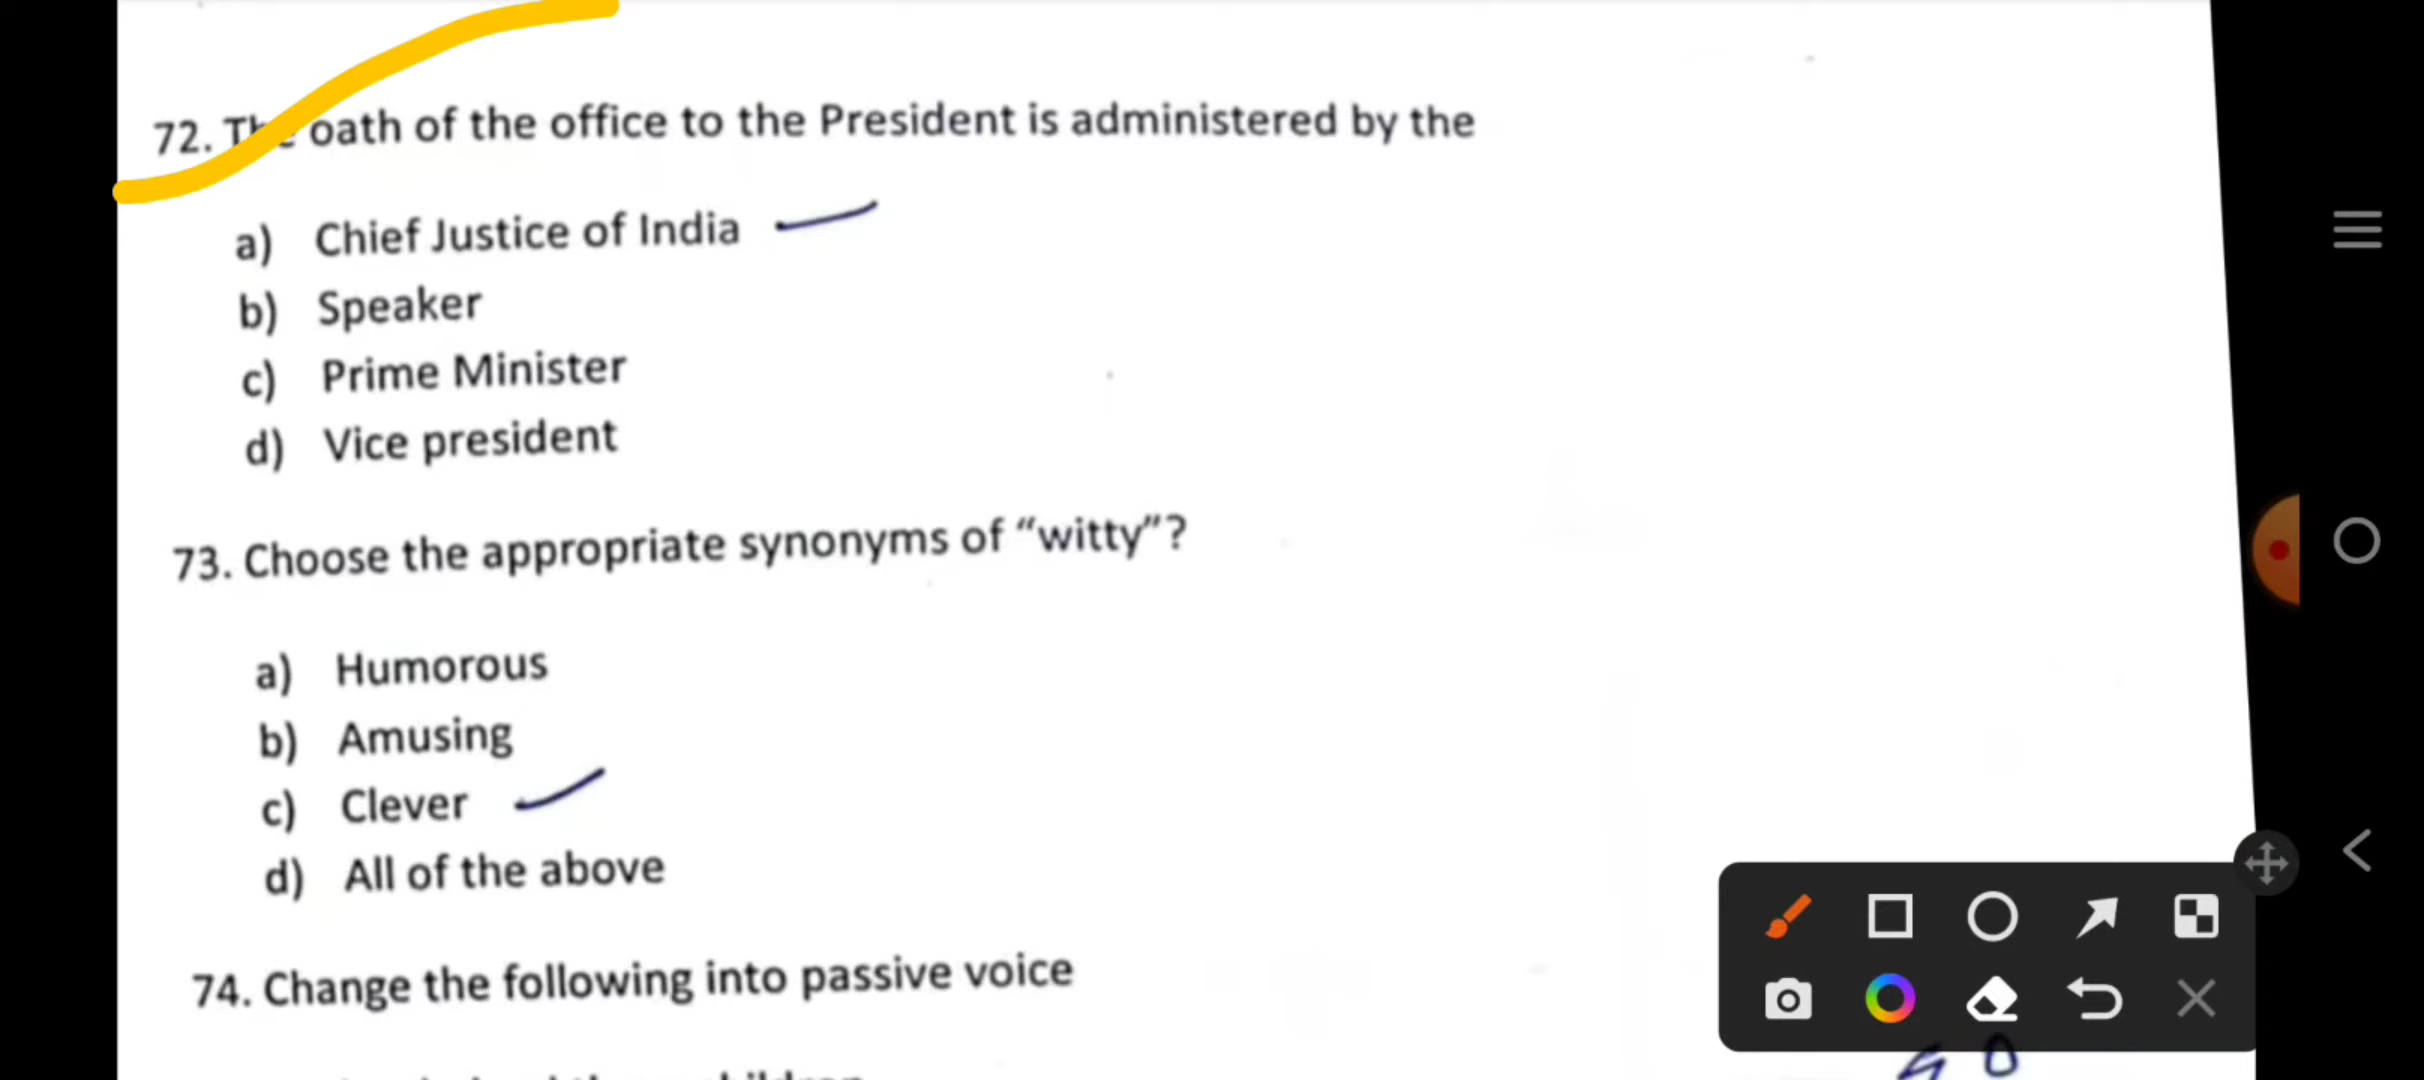 72. The oath of the office to the President is administered by the
a) Chief Justice of India
b) Speaker
c) Prime Minister
d) Vice president
73. Choose the appropriate synonyms of “witty”?
a) Humorous
b) Amusing
c) Clever
d) All of the above
74. Change the following into passive voice